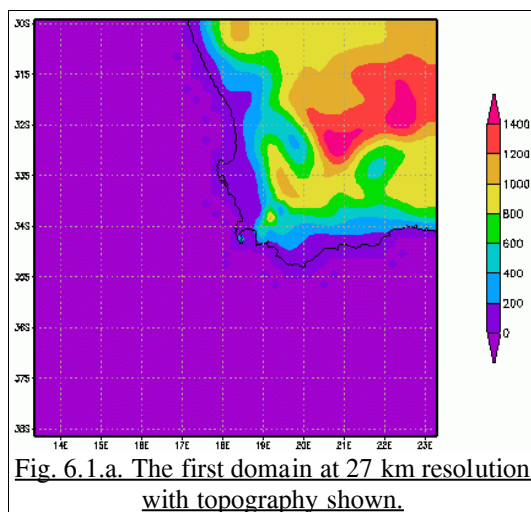 30S
31S
32S
33S
34S
35S
36S
37S
38S
14E 15E 16E 17E 18E 19E 20E 21E 22E 23E
1400
1200
1000
800
600
400
200
0
Fig. 6.1.a. The first domain at 27 km resolution
with topography shown.